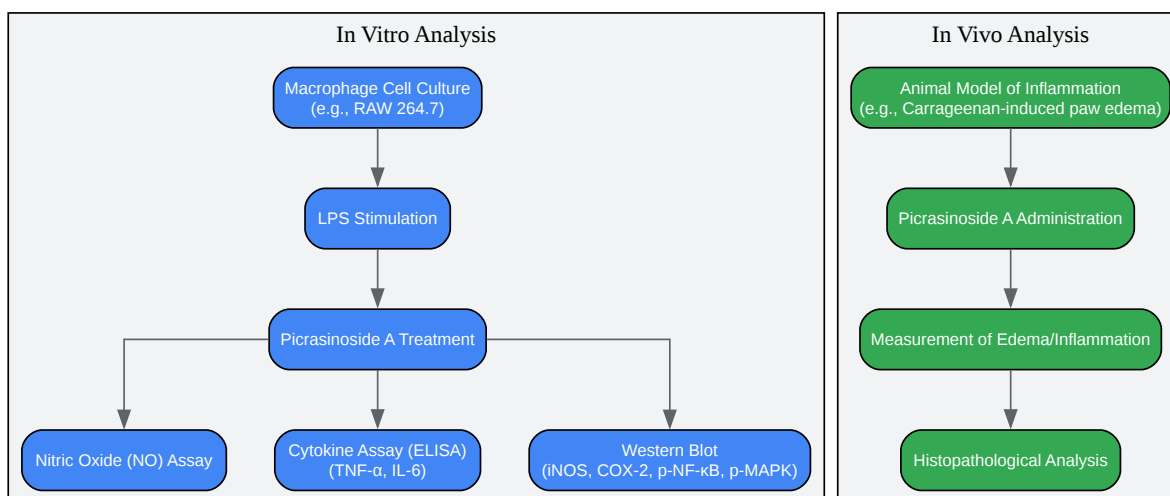 In Vitro Analysis
Macrophage Cell Culture
(e.g., RAW 264.7)
LPS Stimulation
Picrasinoside A Treatment
Nitric Oxide (NO) Assay
Cytokine Assay (ELISA)
(TNF-α, IL-6)
Western Blot
(iNOS, COX-2, p-NF-κB, p-MAPK)
In Vivo Analysis
Animal Model of Inflammation
(e.g., Carrageenan-induced paw edema)
Picrasinoside A Administration
Measurement of Edema/Inflammation
Histopathological Analysis